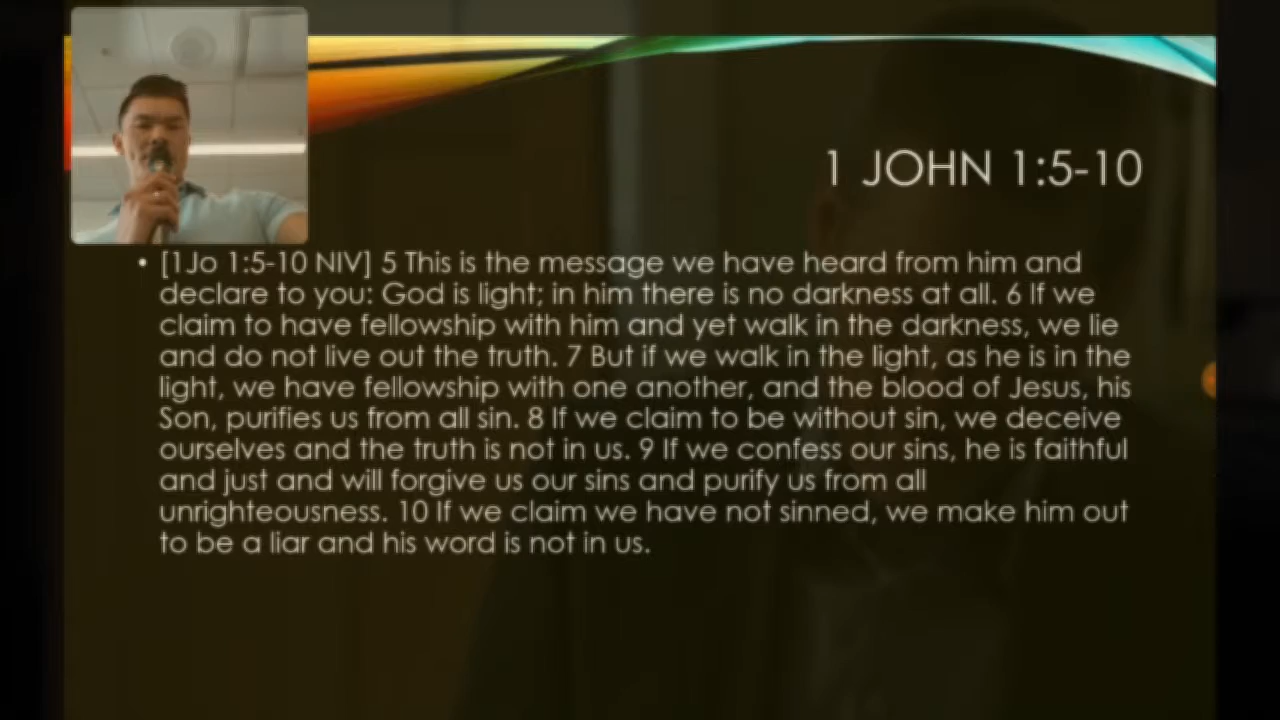 1 JOHN 1:5-10
• [1Jo 1:5-10 NIV] 5 This is the message we have heard from him and
declare to you: God is light; in him there is no darkness at all. 6 If we
claim to have fellowship with him and yet walk in the darkness, we lie
and do not live out the truth. 7 But if we walk in the light, as he is in the
light, we have fellowship with one another, and the blood of Jesus, his
Son, purifies us from all sin. 8 If we claim to be without sin, we deceive
ourselves and the truth is not in us. 9 If we confess our sins, he is faithful
and just and will forgive us our sins and purify us from all
unrighteousness. 10 If we claim we have not sinned, we make him out
to be a liar and his word is not in us.